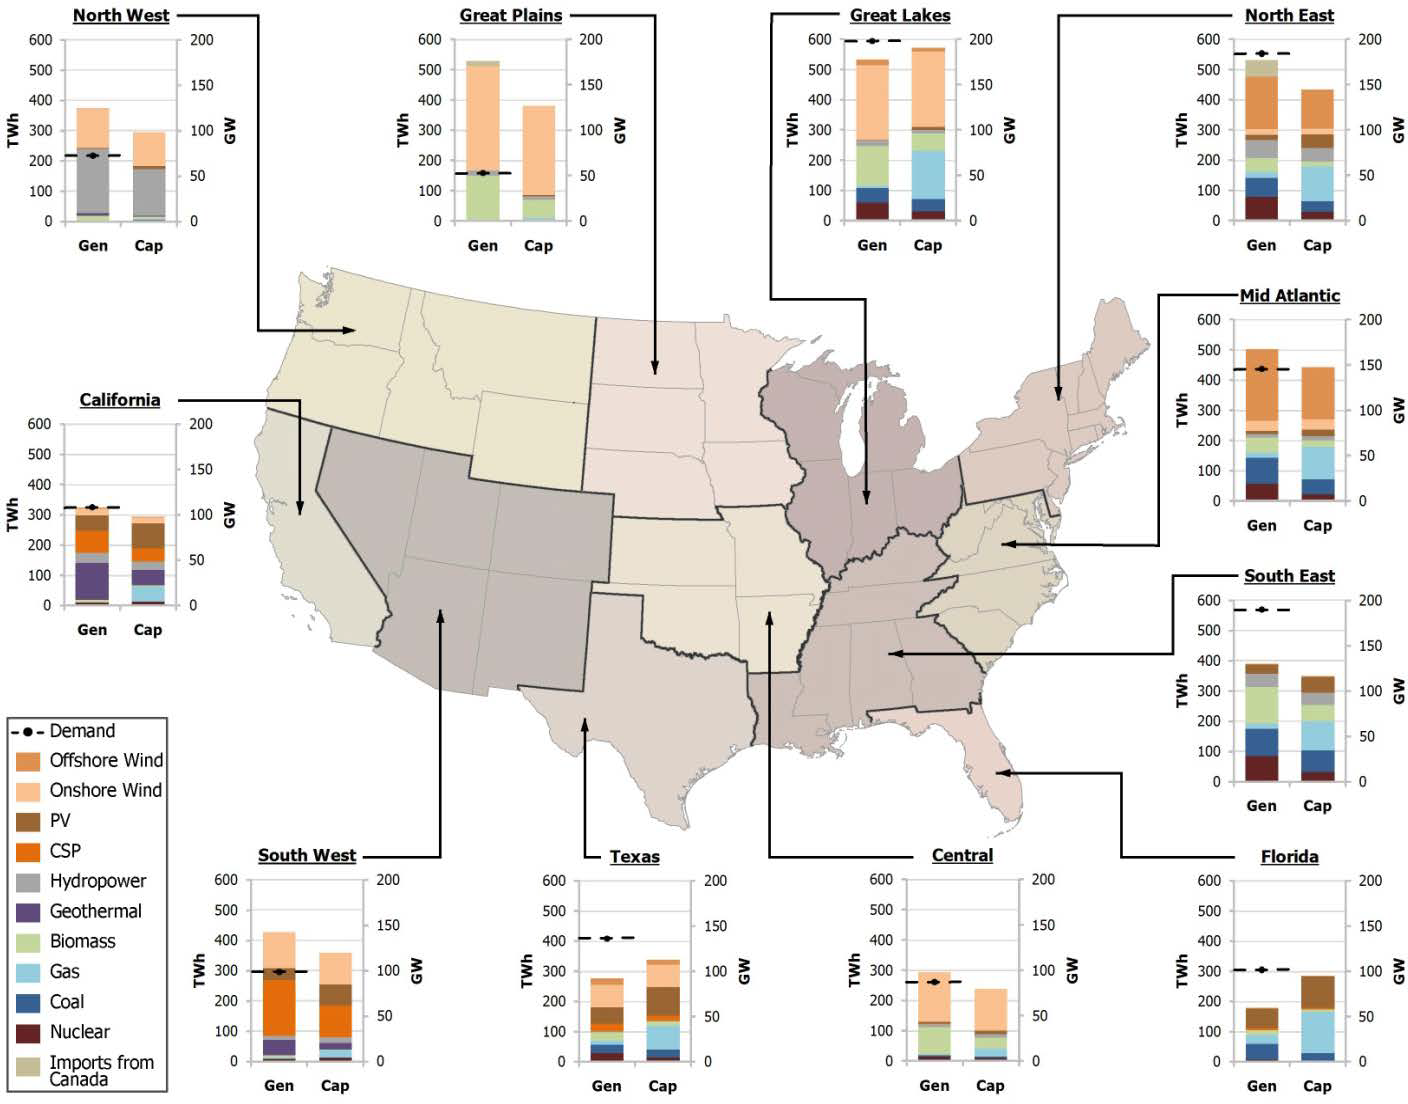 North West
600
500
400
300
200
100
0
TWh
200
150
100
50
0
GW
Gen Cap
Great Plains
600
500
400
300
200
100
0
TWh
200
150
100
50
0
GW
Gen Cap
Great Lakes
600
500
400
300
200
100
0
TWh
200
150
100
50
0
GW
Gen Cap
North East
600
500
400
300
200
100
0
TWh
200
150
100
50
0
GW
Gen Cap
Mid Atlantic
600
500
400
300
200
100
0
TWh
200
150
100
50
0
GW
Gen Cap
California
600
500
400
300
200
100
0
TWh
200
150
100
50
0
GW
Gen Cap
South East
600
500
400
300
200
100
0
TWh
200
150
100
50
0
GW
Gen Cap
Demand
Offshore Wind
Onshore Wind
PV
CSP
Hydropower
Geothermal
Biomass
Gas
Coal
Nuclear
Imports from
Canada
South West
600
500
400
300
200
100
0
TWh
200
150
100
50
0
GW
Gen Cap
Texas
600
500
400
300
200
100
0
TWh
200
150
100
50
0
GW
Gen Cap
Central
600
500
400
300
200
100
0
TWh
200
150
100
50
0
GW
Gen Cap
Florida
600
500
400
300
200
100
0
TWh
200
150
100
50
0
GW
Gen Cap